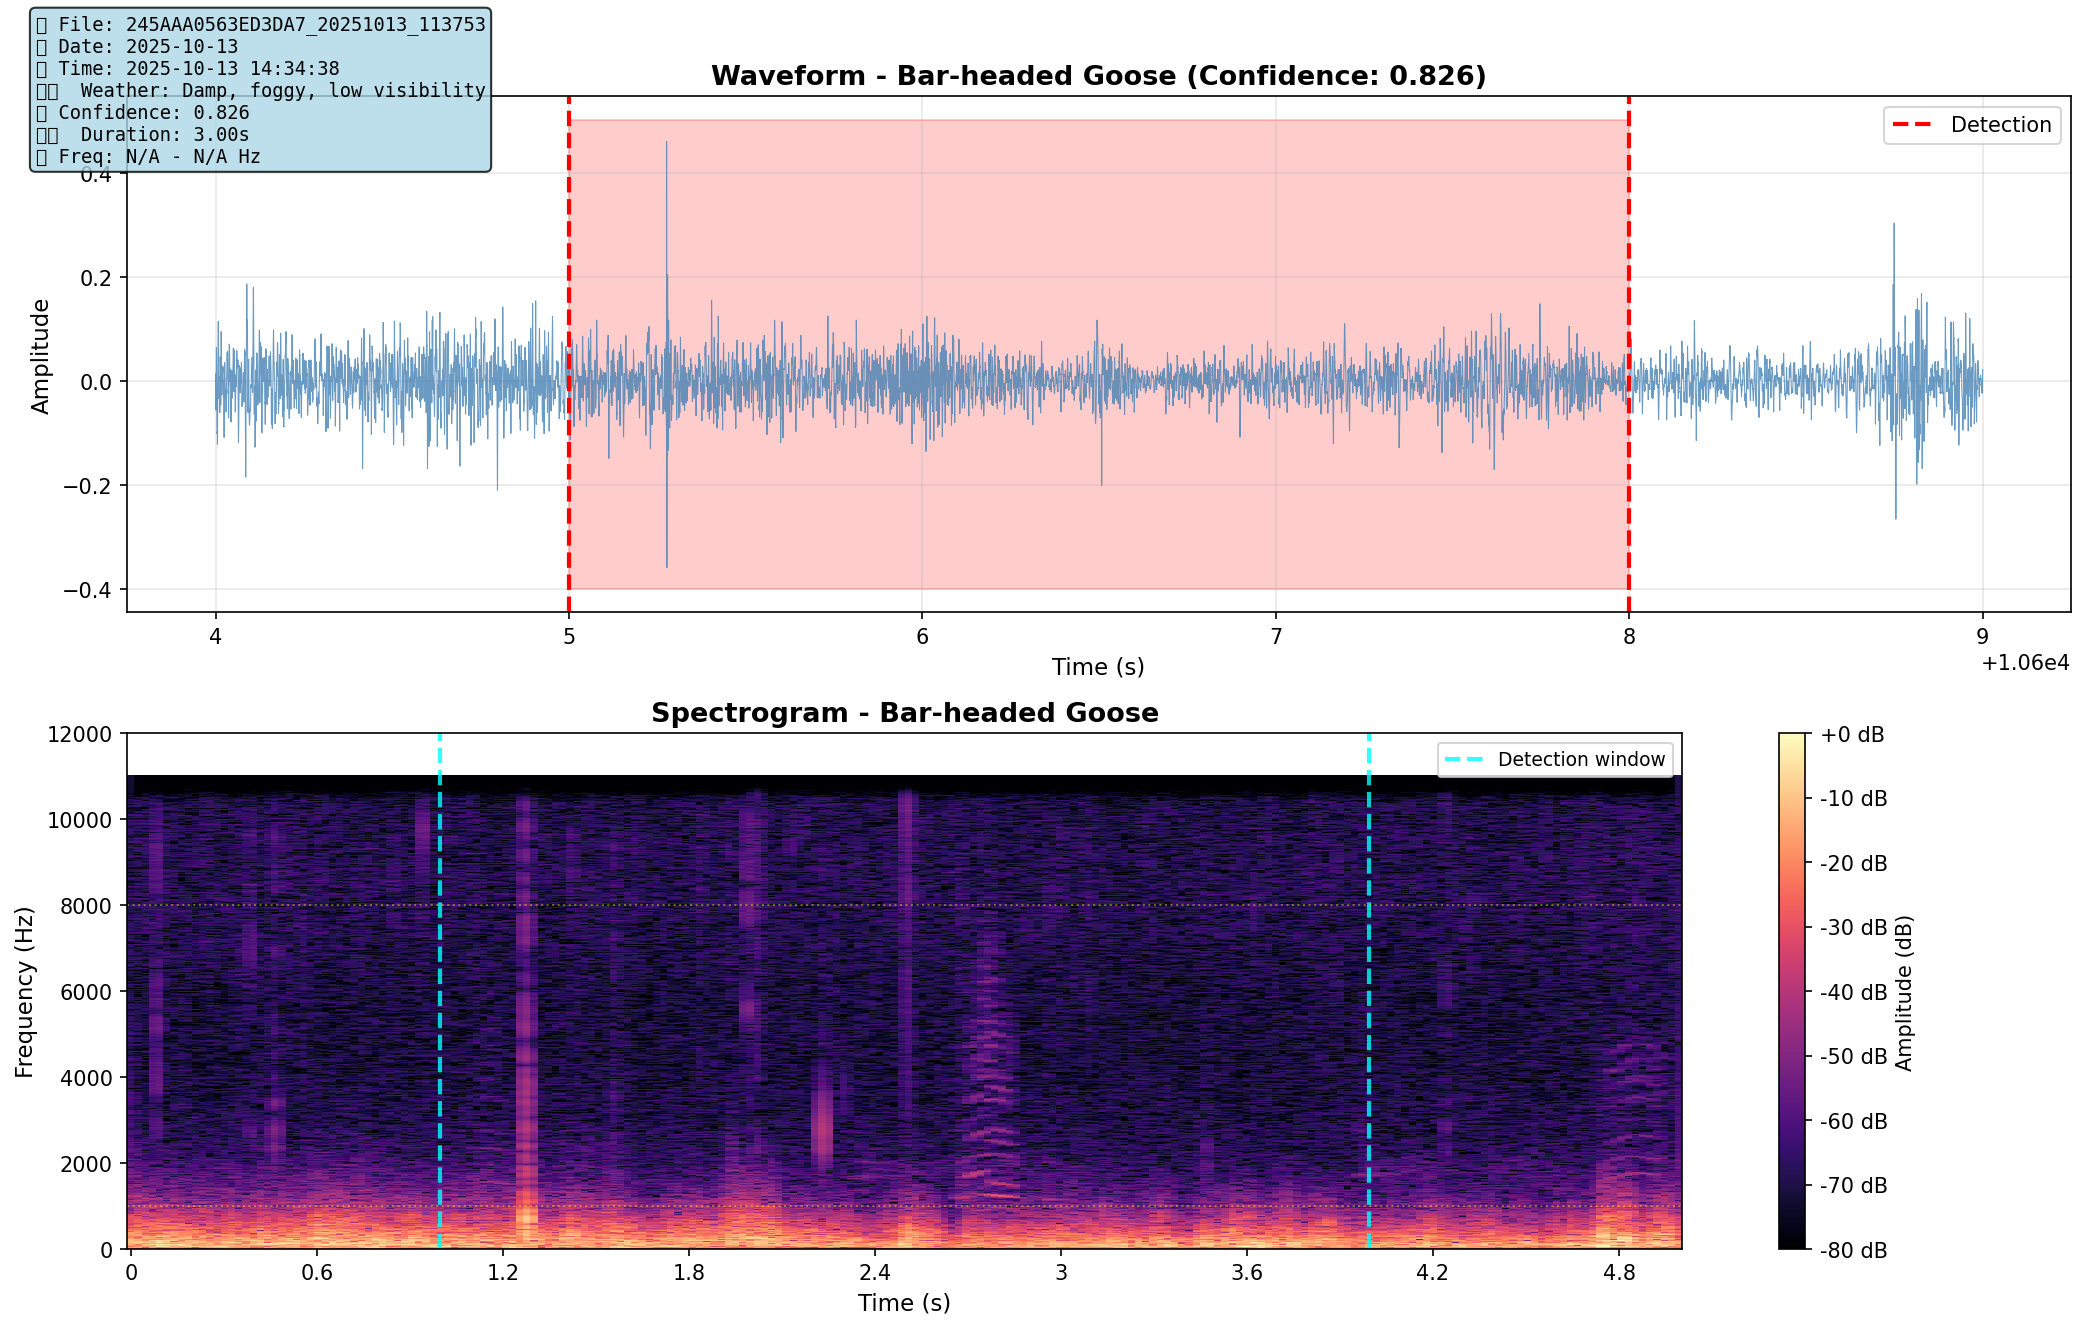 File: 245AAA0563ED3DA7_20251013_113753
Date: 2025-10-13
Time: 2025-10-13 14:34:38
Weather: Damp, foggy, low visibility
Confidence: 0.826
Duration: 3.00s
Freq: N/A - N/A Hz
Waveform - Bar-headed Goose (Confidence: 0.826)
Detection
Amplitude
0.4
0.2
0.0
−0.2
−0.4
4 5 6 7 8 9
Time (s)
+1.06e4
Spectrogram - Bar-headed Goose
Detection window
Frequency (Hz)
12000
10000
8000
6000
4000
2000
0
0 0.6 1.2 1.8 2.4 3 3.6 4.2 4.8
Time (s)
+0 dB
-10 dB
-20 dB
-30 dB
-40 dB
-50 dB
-60 dB
-70 dB
-80 dB
Amplitude (dB)